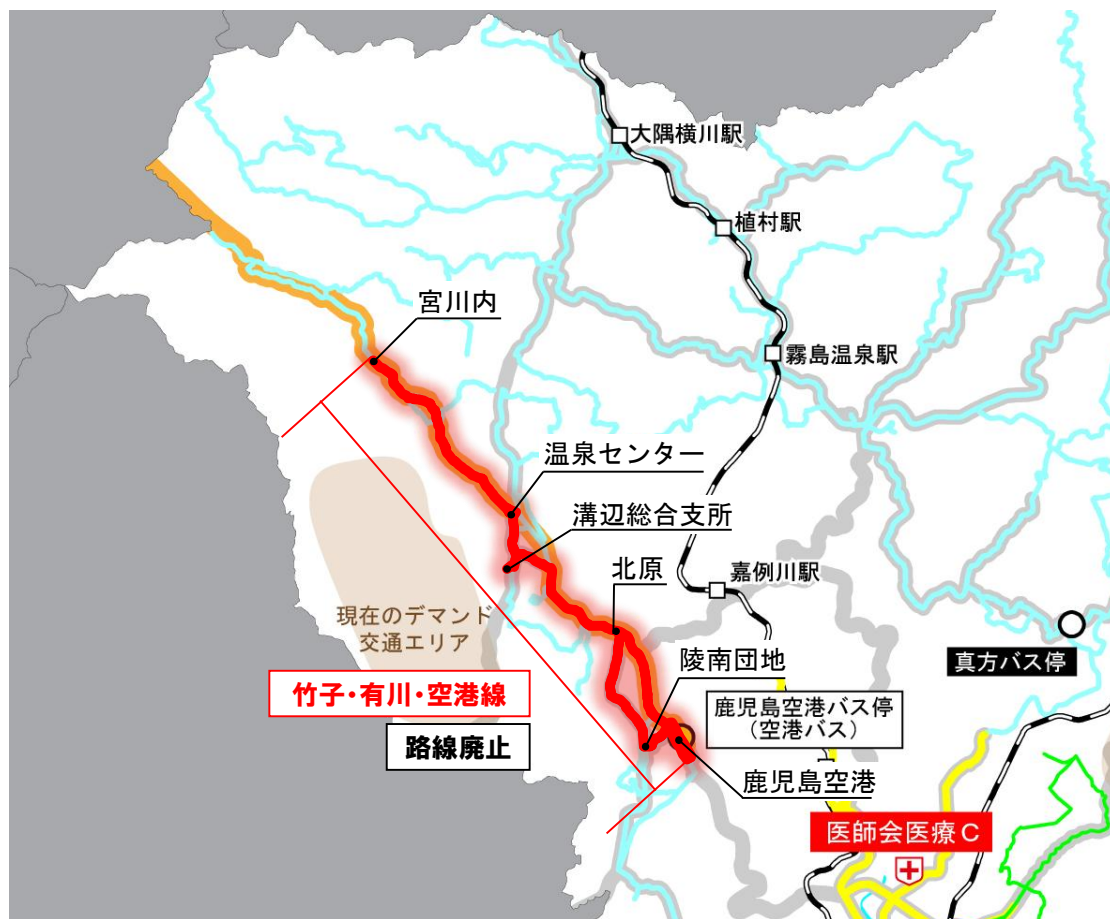 大隅横川駅
植村駅
宮川内
霧島温泉駅
温泉センター
溝辺総合支所
北原
嘉例川駅
現在のデマンド
交通エリア
陵南団地
真方バス停
竹子・有川・空港線
鹿児島空港バス停
（空港バス）
路線廃止
鹿児島空港
医師会医療C